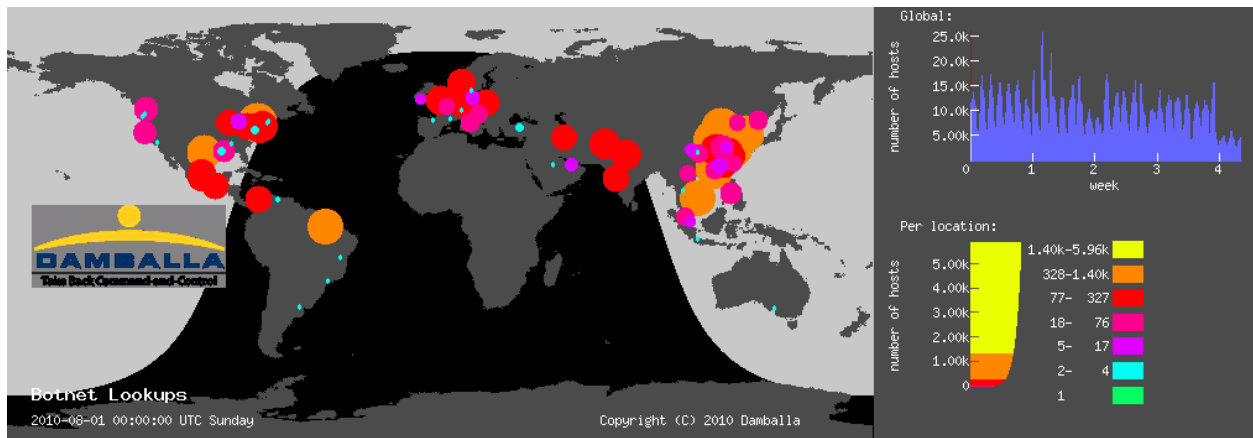 DAMBALLA
Take Back Command-and-Control
Botnet Lookups
2010-08-01 00:00:00 UTC Sunday
Copyright (C) 2010 Damballa
Global:
number of hosts
25.0k
20.0k
15.0k
10.0k
5.00k
0
0 1 2 3 4
week
Per location:
number of hosts
5.00k
4.00k
3.00k
2.00k
1.00k
0
1.40k-5.96k
328-1.40k
77- 327
18- 76
5- 17
2- 4
1